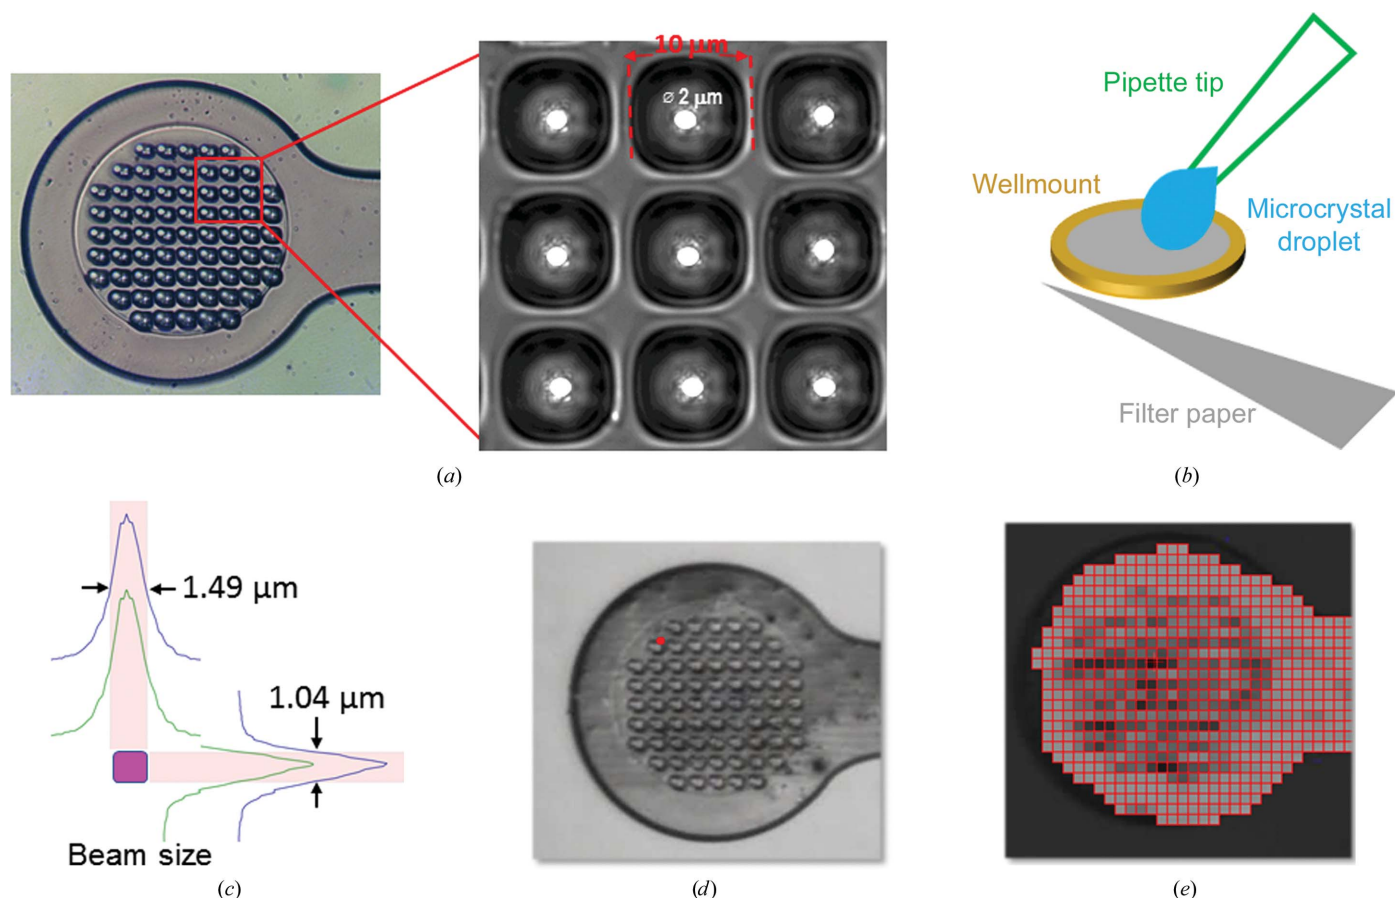 10 μm
⌀ 2 μm
Pipette tip
Wellmount
Microcrystal
droplet
Filter paper
(a)
(b)
1.49 μm
1.04 μm
Beam size
(c)
(d)
(e)